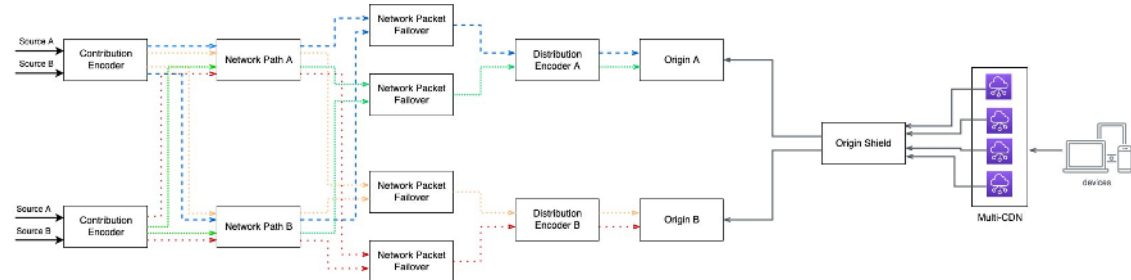 Source A
Source B
Contribution
Encoder
Network Path A
Network Packet
Failover
Network Packet
Failover
Distribution
Encoder A
Origin A
Origin Shield
Multi-CDN
devices
Source A
Source B
Contribution
Encoder
Network Path B
Network Packet
Failover
Network Packet
Failover
Distribution
Encoder B
Origin B